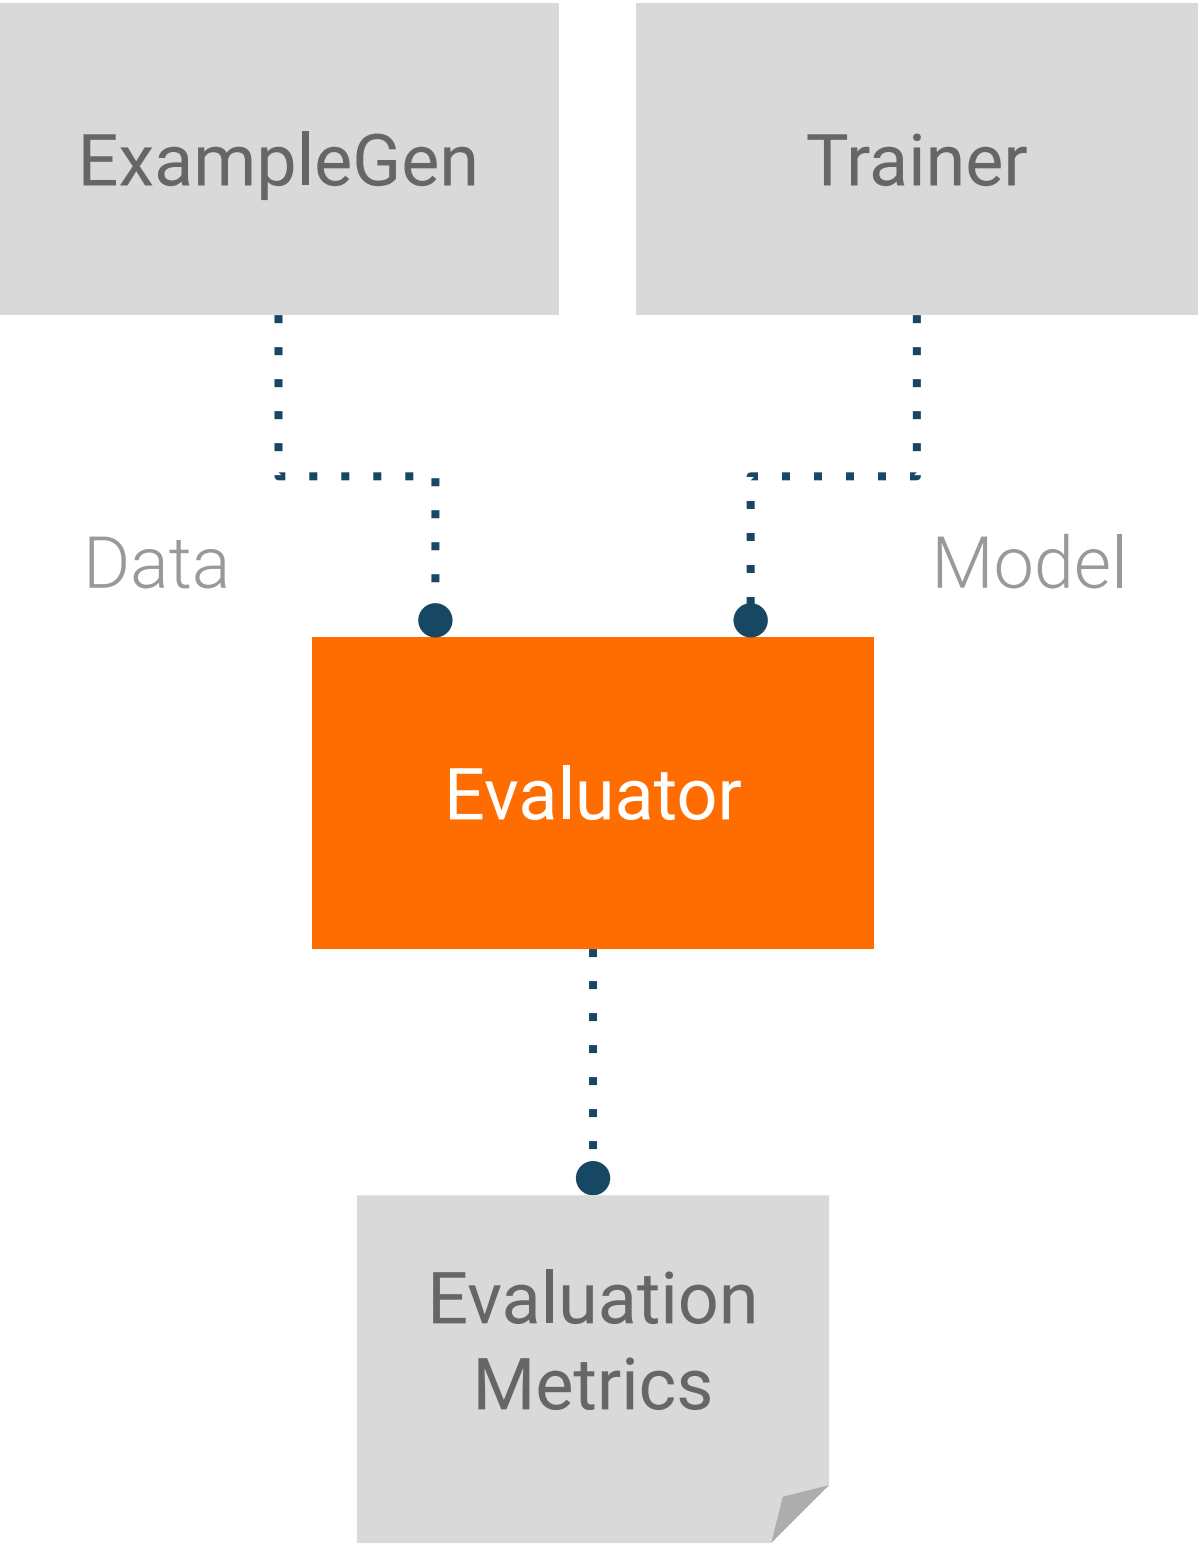 ExampleGen
Trainer
Data
Model
Evaluator
Evaluation
Metrics